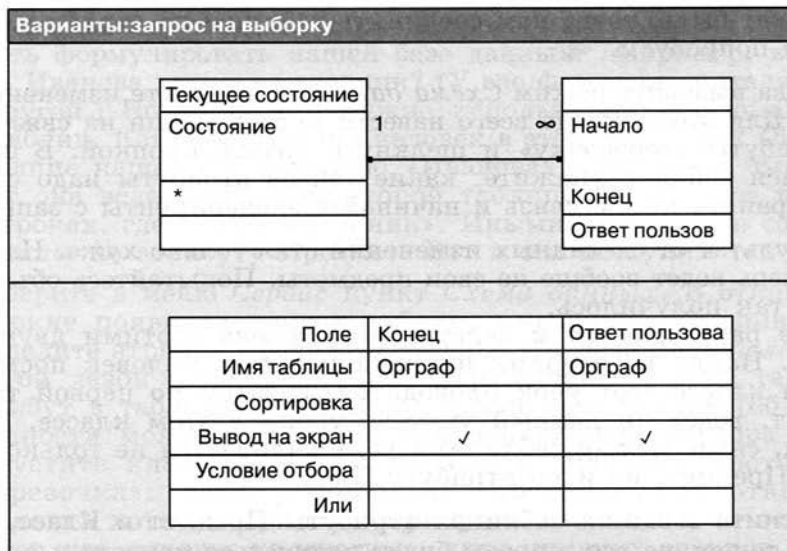 Варианты:запрос на выборку
Текущее состояние
Состояние
*
1
∞
Начало
Конец
Ответ пользов
Поле Конец Ответ пользова
Имя таблицы Орграф Орграф
Сортировка
Вывод на экран ✓ ✓
Условие отбора
Или